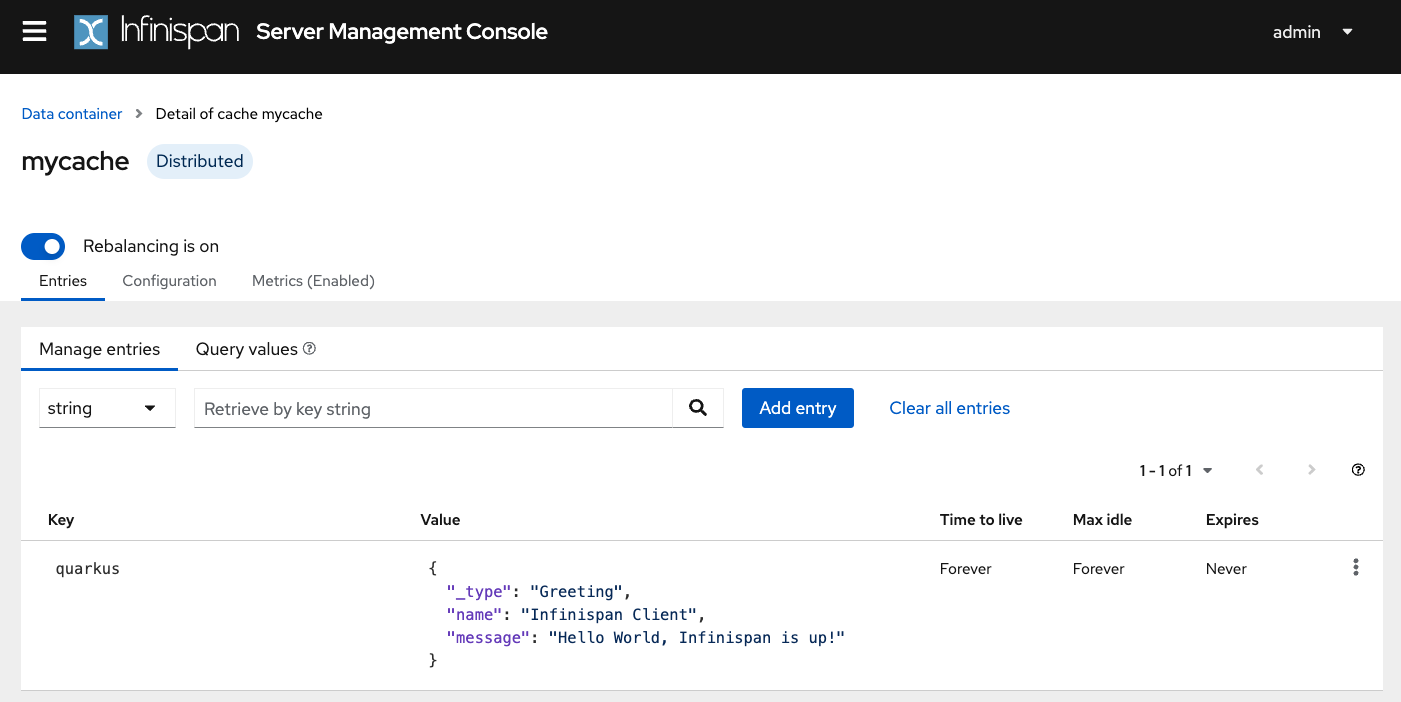 Infinispan Server Management Console admin
Data container > Detail of cache mycache
mycache Distributed
Rebalancing is on
Entries Configuration Metrics (Enabled)
Manage entries Query values
string Retrieve by key string Add entry Clear all entries
1 - 1 of 1
Key Value Time to live Max idle Expires
quarkus { Forever Forever Never
"_type": "Greeting",
"name": "Infinispan Client",
"message": "Hello World, Infinispan is up!"
}